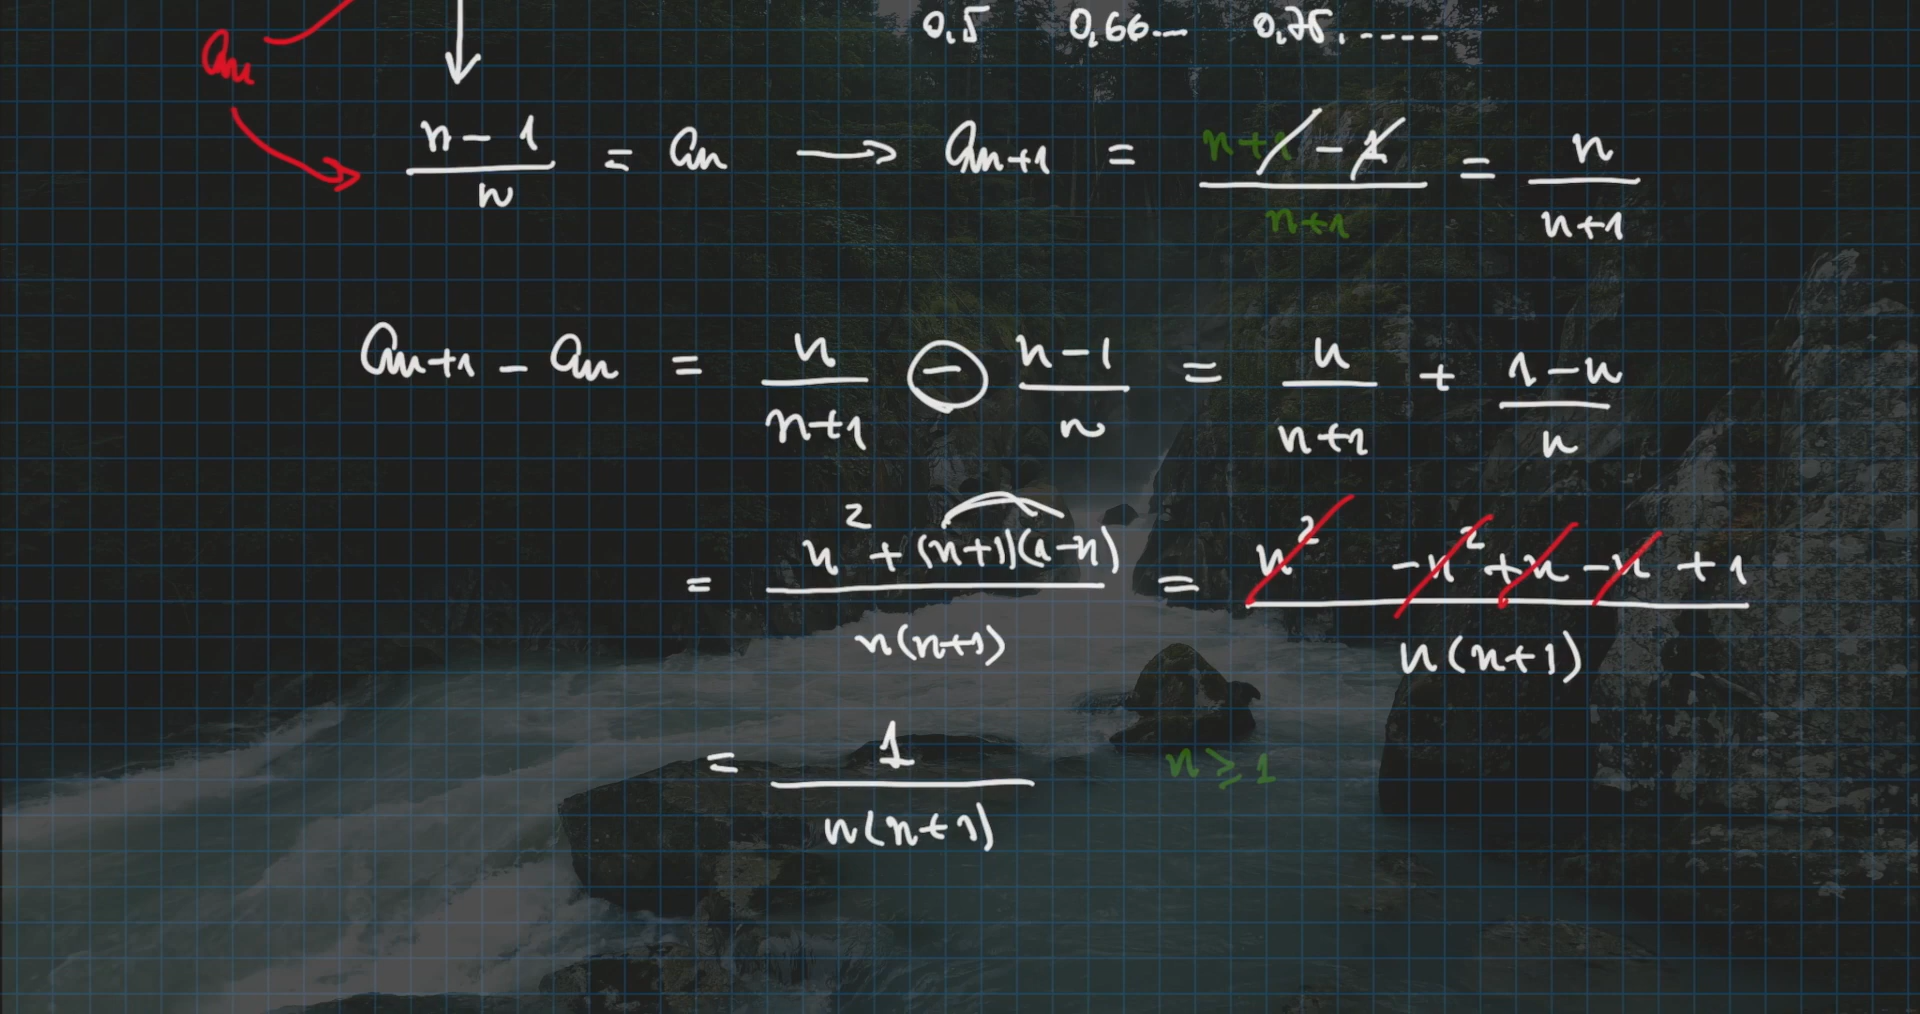 0,5 0,66... 0,75.-----
an
n-1/n = an → an+1 = n+1-1/n+1 = n/n+1
an+1 - an = n/n+1 - n-1/n = n/n+1 + 1-n/n
= n²+(n+1)(1-n)/n(n+1) = n² -n²+n-n+1/n(n+1)
= 1/n(n+1) n ≥ 1